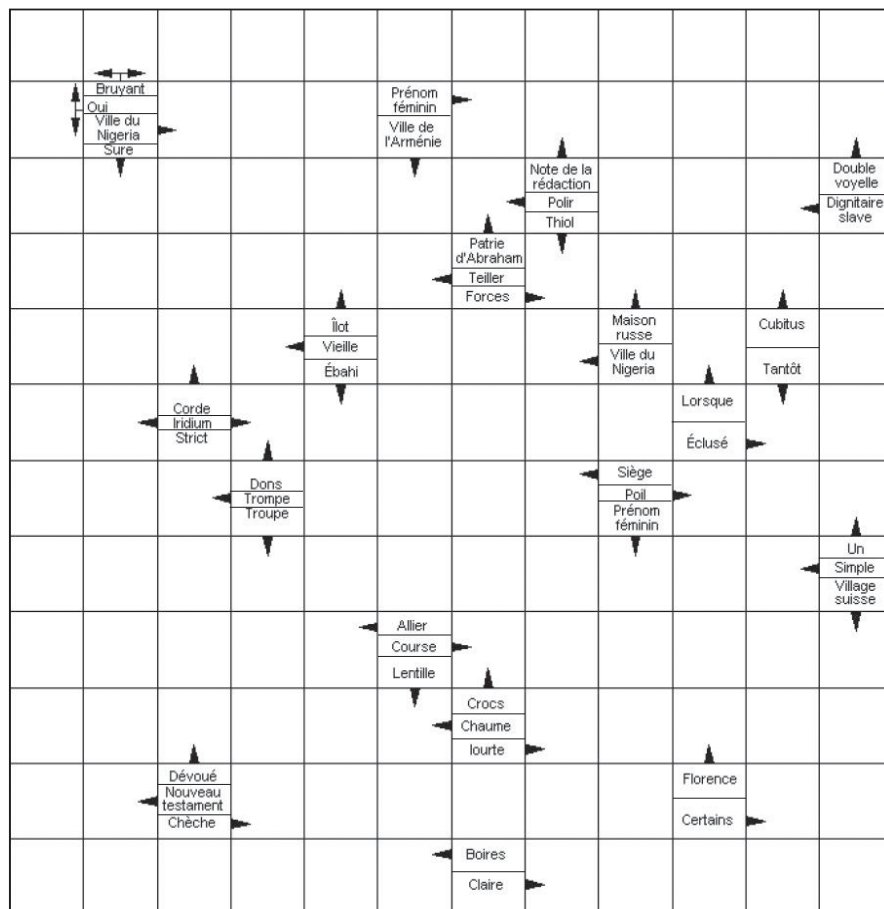 Bruyant
Oui
Ville du
Nigeria
Sure
Prénom
féminin
Ville de
l'Arménie
Note de la
rédaction
Polir
Thiol
Double
voyelle
Dignitaire
slave
Patrie
d'Abraham
Teiller
Forces
Îlot
Vieille
Ébahi
Maison
russe
Ville du
Nigeria
Cubitus
Tantôt
Corde
Iridium
Strict
Lorsque
Éclusé
Dons
Trompe
Troupe
Siège
Poil
Prénom
féminin
Un
Simple
Village
suisse
Allier
Course
Lentille
Crocs
Chaume
Iourte
Dévoué
Nouveau
testament
Chèche
Florence
Certains
Boires
Claire